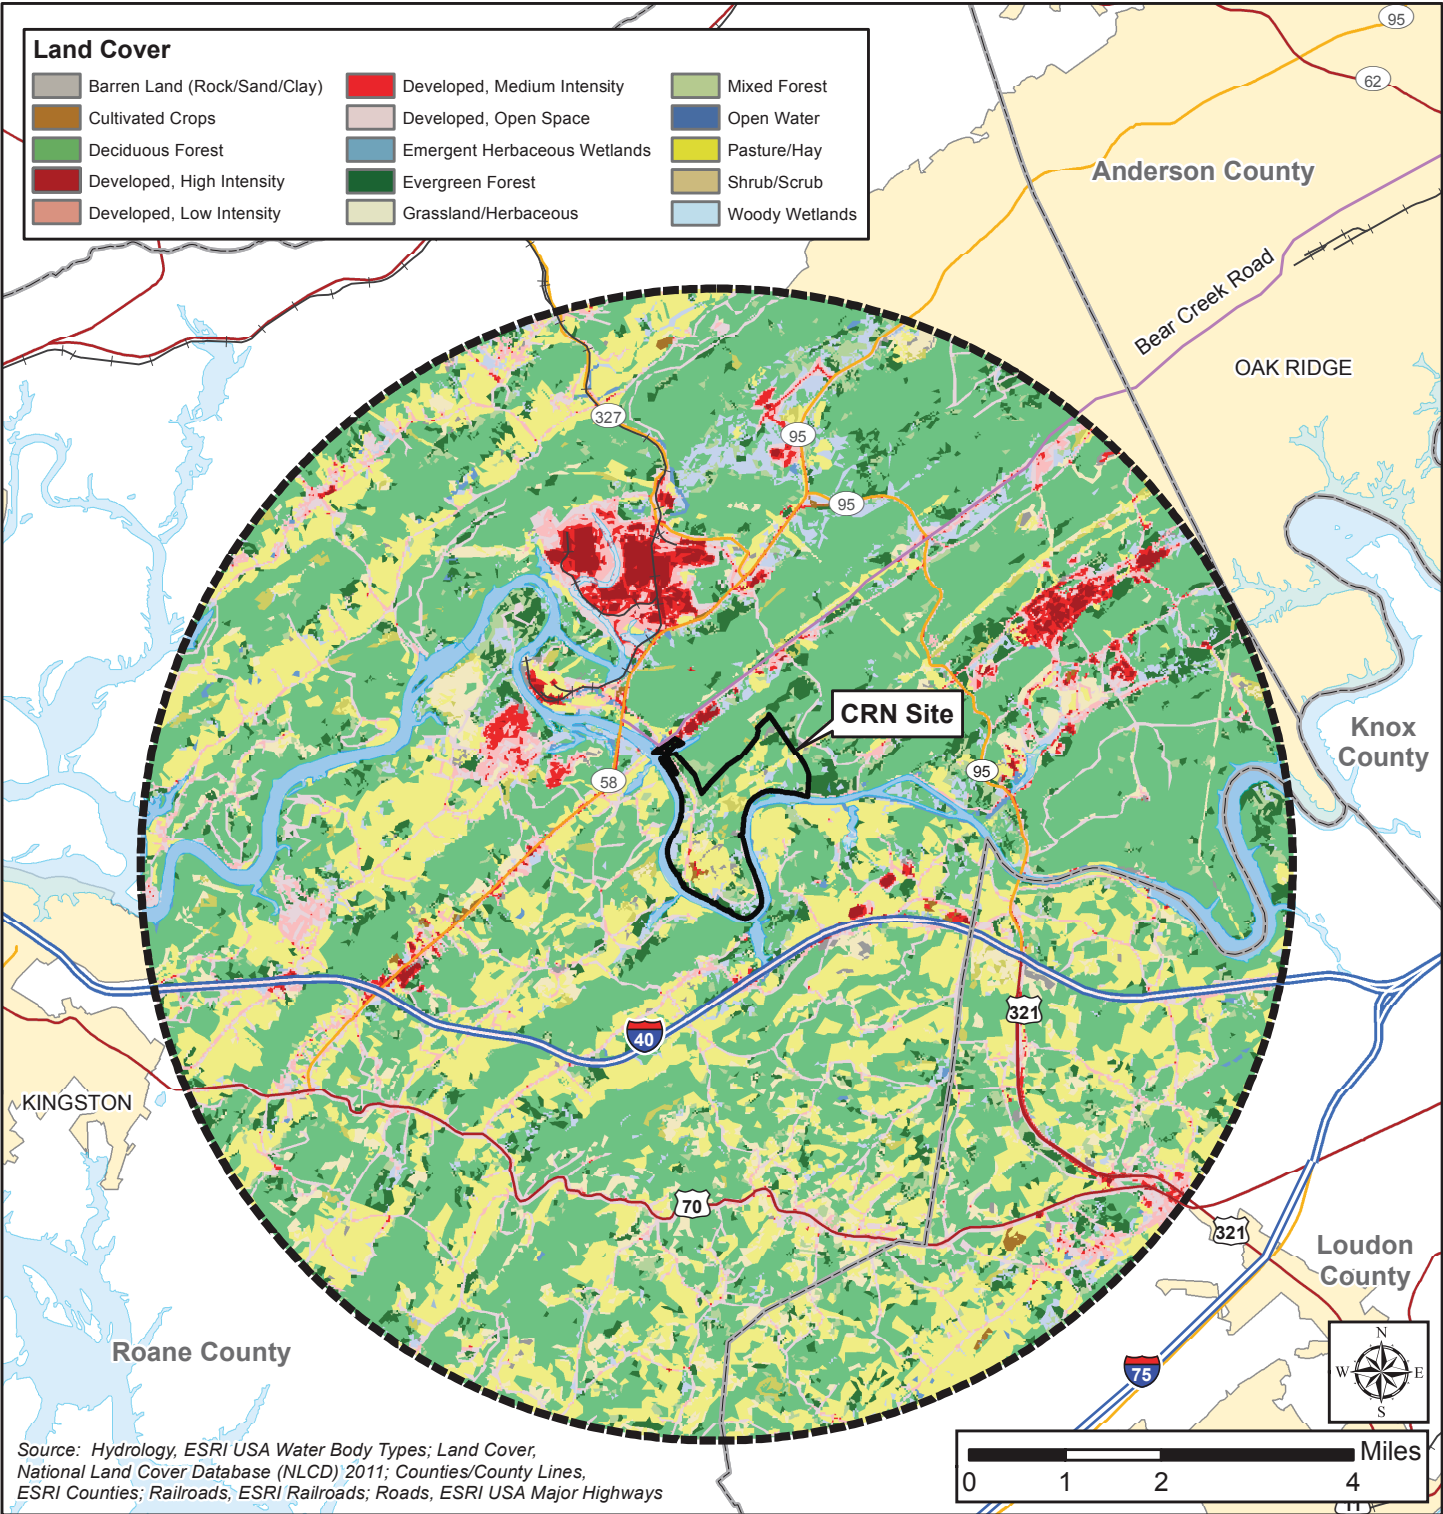 Land Cover
Barren Land (Rock/Sand/Clay)
Cultivated Crops
Deciduous Forest
Developed, High Intensity
Developed, Low Intensity
Developed, Medium Intensity
Developed, Open Space
Emergent Herbaceous Wetlands
Evergreen Forest
Grassland/Herbaceous
Mixed Forest
Open Water
Pasture/Hay
Shrub/Scrub
Woody Wetlands
95
62
Anderson County
Bear Creek Road
OAK RIDGE
327
95
95
CRN Site
Knox
County
58
95
321
40
KINGSTON
70
321
Loudon
County
Roane County
75
N
W E
S
Source: Hydrology, ESRI USA Water Body Types; Land Cover,
National Land Cover Database (NLCD) 2011; Counties/County Lines,
ESRI Counties; Railroads, ESRI Railroads; Roads, ESRI USA Major Highways
Miles
0 1 2 4